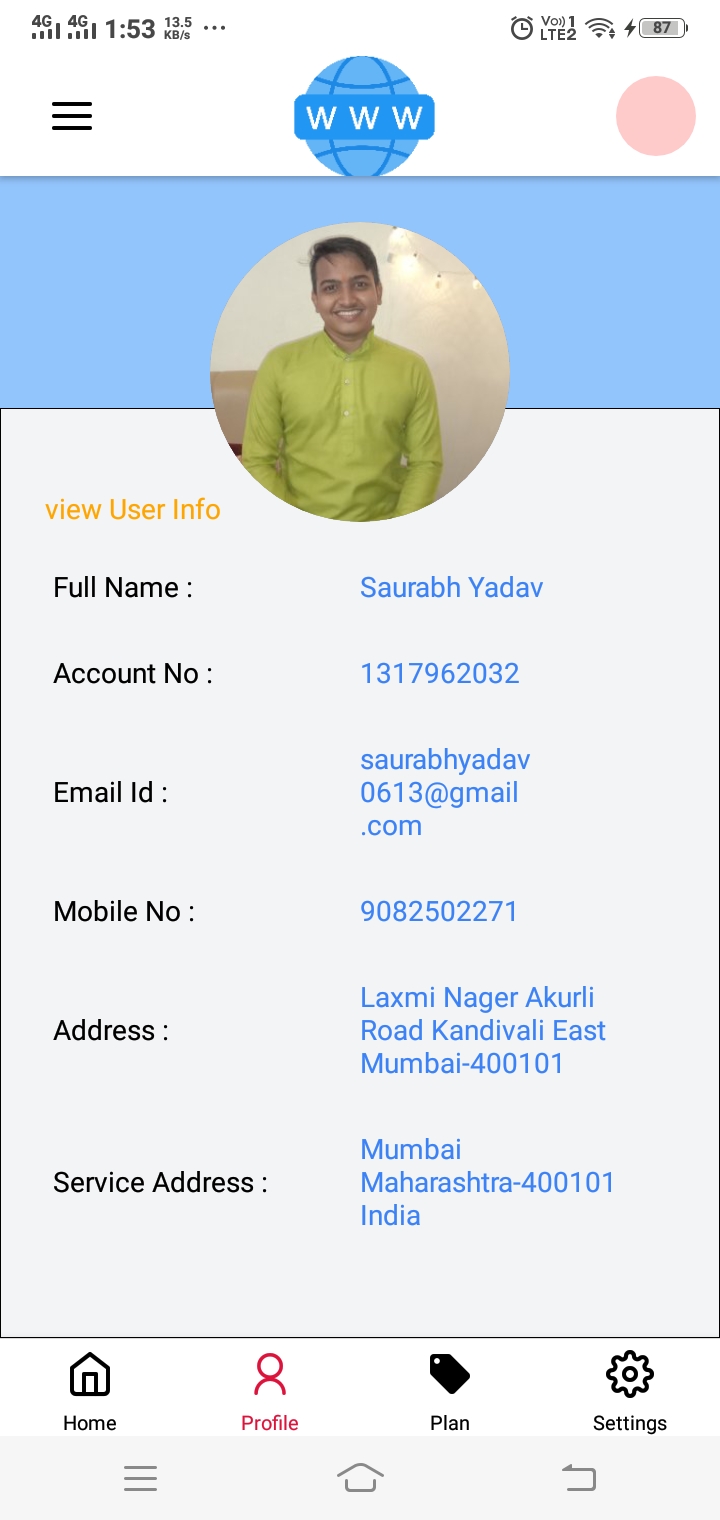 4G 4G 1:53 13.5 KB/s ... Vo)) 1 LTE2 87
W W W
view User Info
Full Name : Saurabh Yadav
Account No : 1317962032
saurabhyadav
Email Id : 0613@gmail
.com
Mobile No : 9082502271
Laxmi Nager Akurli
Address : Road Kandivali East
Mumbai-400101
Mumbai
Service Address : Maharashtra-400101
India
Home Profile Plan Settings